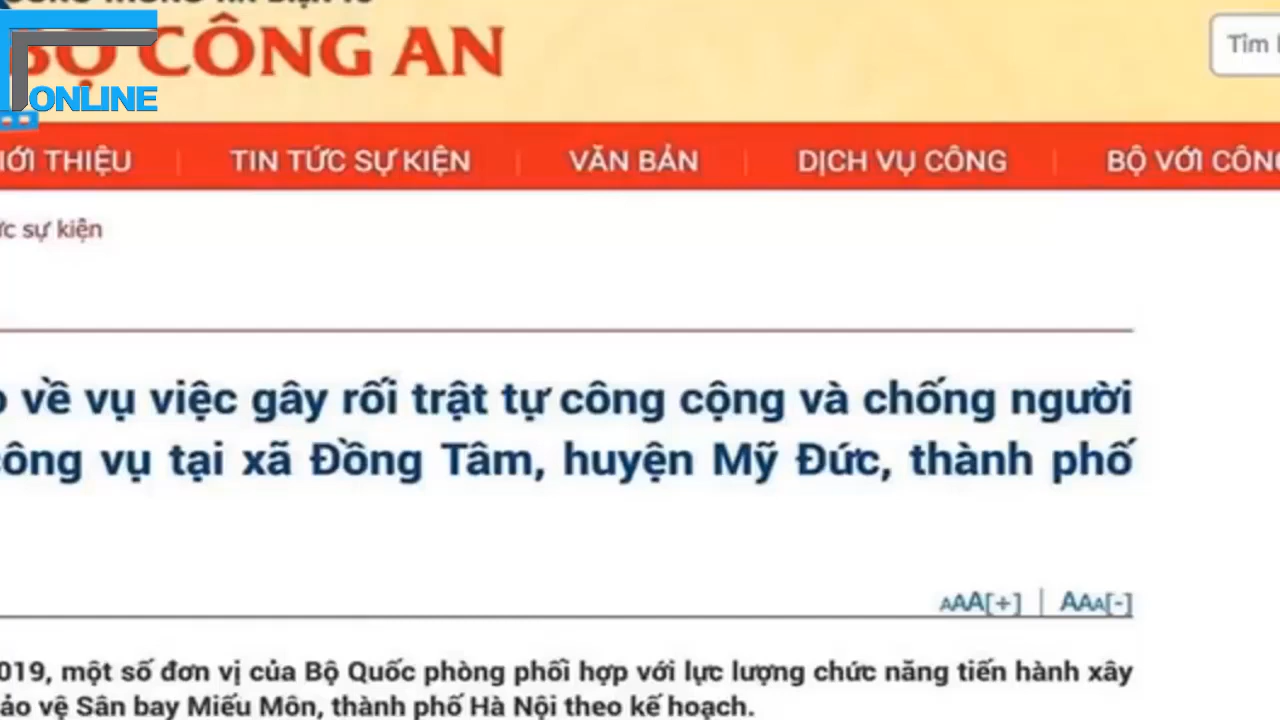 BỘ CÔNG AN
Tìm
ONLINE
IỚI THIỆU
TIN TỨC SỰ KIỆN
VĂN BẢN
DỊCH VỤ CÔNG
BỘ VỚI CÔN
ức sự kiện
về vụ việc gây rối trật tự công cộng và chống người
công vụ tại xã Đồng Tâm, huyện Mỹ Đức, thành phố
AAA[+] | AAA[-]
019, một số đơn vị của Bộ Quốc phòng phối hợp với lực lượng chức năng tiến hành xây
ảo vệ Sân bay Miếu Môn, thành phố Hà Nội theo kế hoạch.